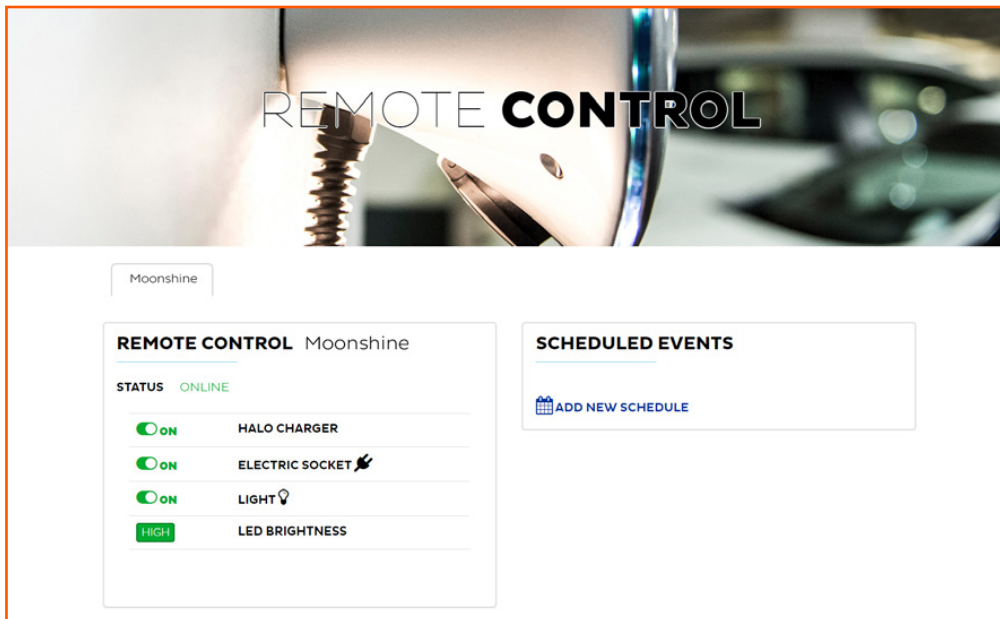 REMOTE CONTROL
Moonshine
REMOTE CONTROL Moonshine
STATUS ONLINE
ON HALO CHARGER
ON ELECTRIC SOCKET
ON LIGHT
HIGH LED BRIGHTNESS
SCHEDULED EVENTS
ADD NEW SCHEDULE